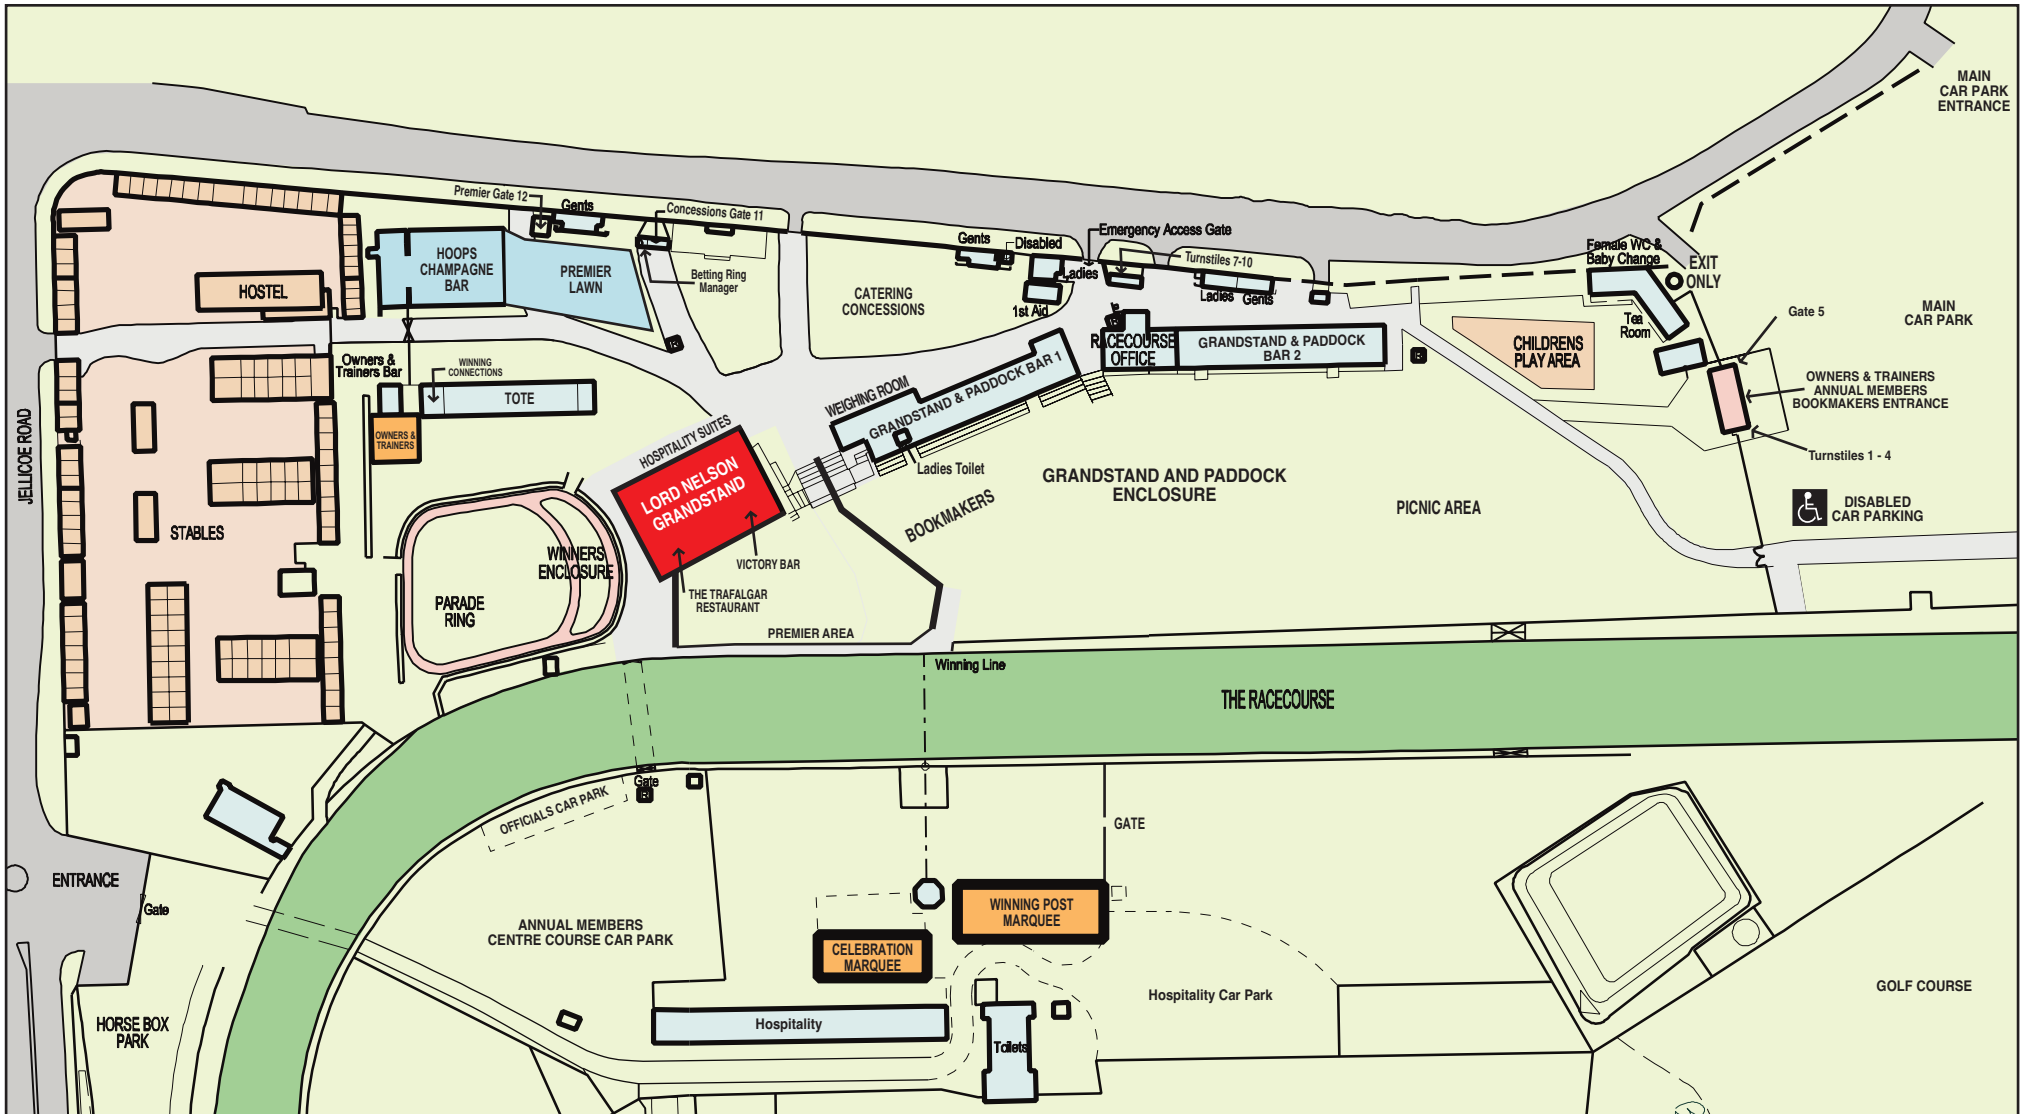 MAIN
CAR PARK
ENTRANCE
Premier Gate 12
Gents
Concessions Gate 11
HOOPS
CHAMPAGNE
BAR
PREMIER
LAWN
Betting Ring
Manager
HOSTEL
CATERING
CONCESSIONS
Gents
Disabled
Emergency Access Gate
Ladies
1st Aid
Turnstiles 7-10
Ladies
Gents
Female WC &
Baby Change
EXIT
ONLY
Tea
Room
MAIN
CAR PARK
Gate 5
CHILDRENS
PLAY AREA
RACECOURSE
OFFICE
GRANDSTAND & PADDOCK
BAR 2
R
R
R
Owners &
Trainers Bar
WINNING
CONNECTIONS
TOTE
OWNERS &
TRAINERS
WEIGHING ROOM
GRANDSTAND & PADDOCK BAR 1
Ladies Toilet
OWNERS & TRAINERS
ANNUAL MEMBERS
BOOKMAKERS ENTRANCE
Turnstiles 1 - 4
JELLICOE ROAD
STABLES
HOSPITALITY SUITES
LORD NELSON
GRANDSTAND
VICTORY BAR
THE TRAFALGAR
RESTAURANT
BOOKMAKERS
GRANDSTAND AND PADDOCK
ENCLOSURE
PICNIC AREA
DISABLED
CAR PARKING
WINNERS
ENCLOSURE
PARADE
RING
PREMIER AREA
Winning Line
THE RACECOURSE
Gate
R
OFFICIALS CAR PARK
GATE
ENTRANCE
Gate
ANNUAL MEMBERS
CENTRE COURSE CAR PARK
WINNING POST
MARQUEE
CELEBRATION
MARQUEE
Hospitality Car Park
GOLF COURSE
HORSE BOX
PARK
Hospitality
Toilets